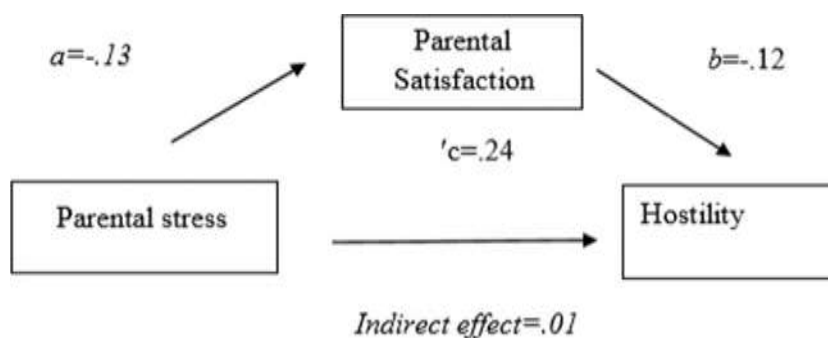 a=-.13
Parental
Satisfaction
b=-.12
'c=.24
Parental stress
Hostility
Indirect effect=.01